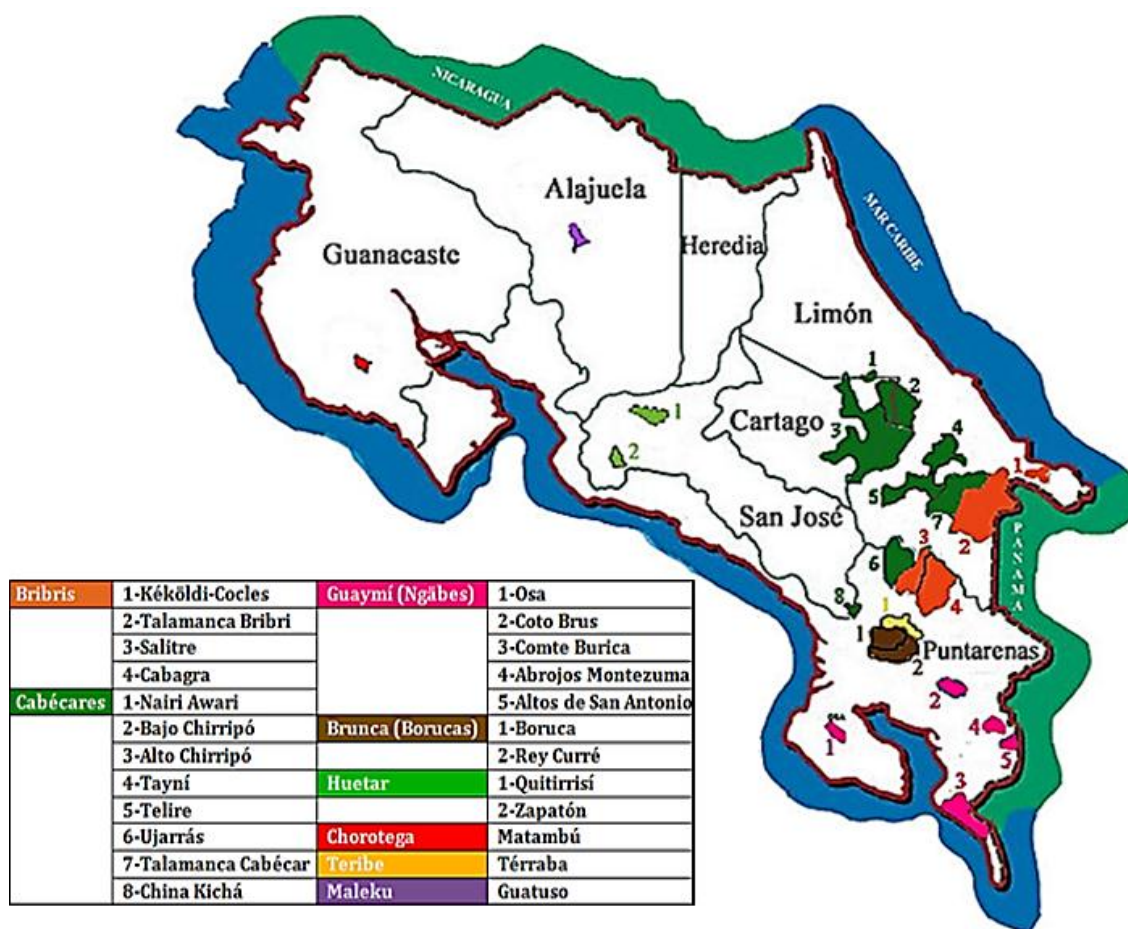 NICARAGUA
MAR CARIBE
Alajuela
Heredia
Guanacaste
Limón
1
2
1
Cartago
3
4
2
1
5
San José
7
2
PANAMA
3
6
4
8
1
1
Puntarenas
2
2
OSA
1
4
5
3
Bribris 1-Kéköldi-Cocles Guaymí (Ngäbes) 1-Osa
2-Talamanca Bribri 2-Coto Brus
3-Salitre 3-Comte Burica
4-Cabagra 4-Abrojos Montezuma
Cabécares 1-Nairi Awari 5-Altos de San Antonio
2-Bajo Chirripó Brunca (Borucas) 1-Boruca
3-Alto Chirripó 2-Rey Curré
4-Tayní Huetar 1-Quitirrisí
5-Telire 2-Zapatón
6-Ujarrás Chorotega Matambú
7-Talamanca Cabécar Teribe Térraba
8-China Kichá Maleku Guatuso